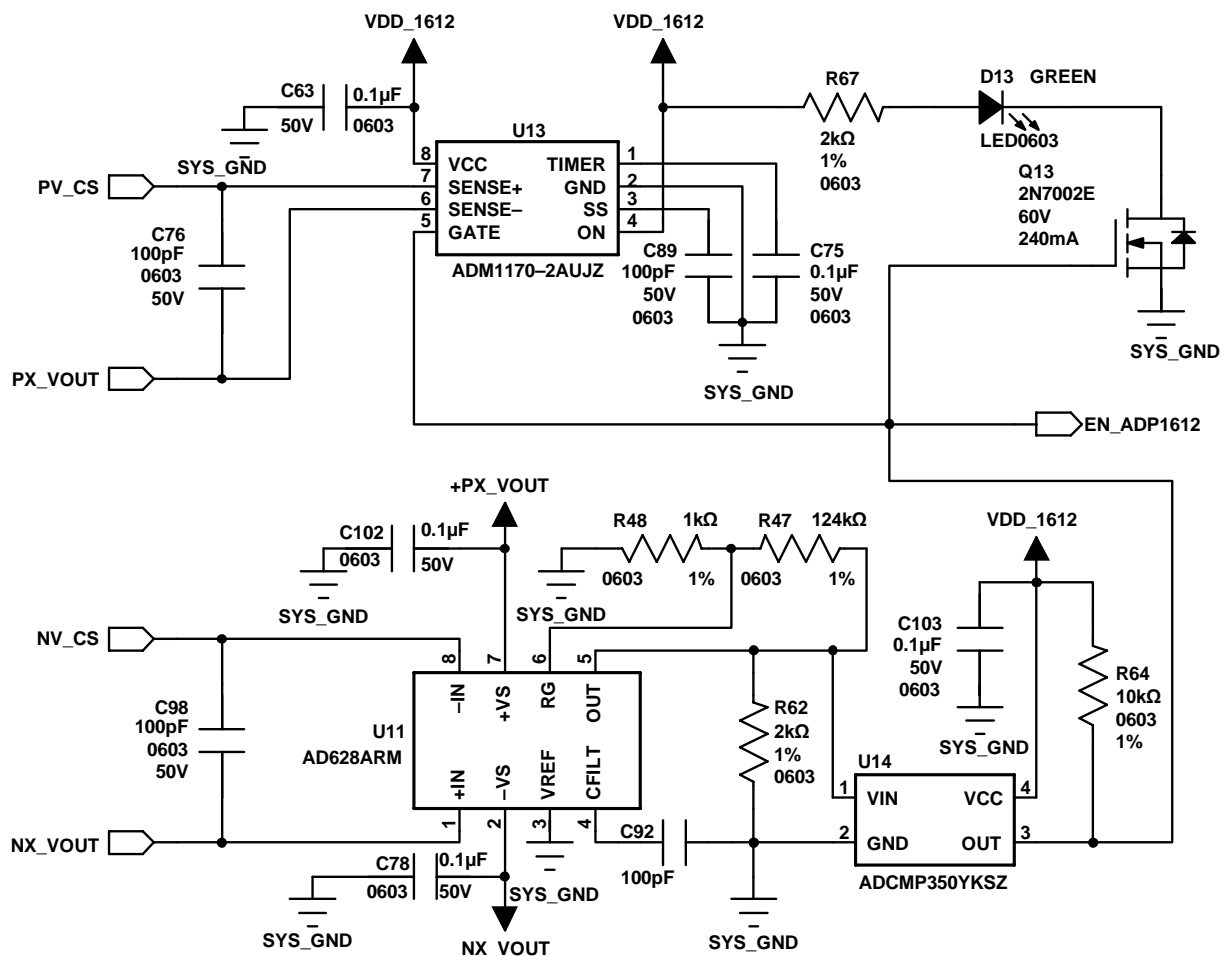 VDD_1612
VDD_1612
C63
0.1µF
50V
0603
SYS_GND
R67
2kΩ
1%
0603
D13 GREEN
LED0603
Q13
2N7002E
60V
240mA
SYS_GND
U13
8 VCC TIMER 1
7 SENSE+ GND 2
6 SENSE– SS 3
5 GATE ON 4
ADM1170–2AUJZ
PV_CS
PX_VOUT
C76
100pF
0603
50V
C89
100pF
50V
0603
C75
0.1µF
50V
0603
SYS_GND
EN_ADP1612
+PX_VOUT
C102
0603
0.1µF
50V
SYS_GND
R48
1kΩ
0603
1%
R47
124kΩ
0603
1%
SYS_GND
VDD_1612
C103
0.1µF
50V
0603
SYS_GND
R64
10kΩ
0603
1%
NV_CS
NX_VOUT
C98
100pF
0603
50V
U11
AD628ARM
8 7 6 5
–IN +VS RG OUT
+IN –VS VREF CFILT
1 2 3 4
R62
2kΩ
1%
0603
U14
1 VIN VCC 4
2 GND OUT 3
ADCMP350YKSZ
C92
100pF
SYS_GND
C78
0603
0.1µF
50V
SYS_GND
SYS_GND
NX_VOUT